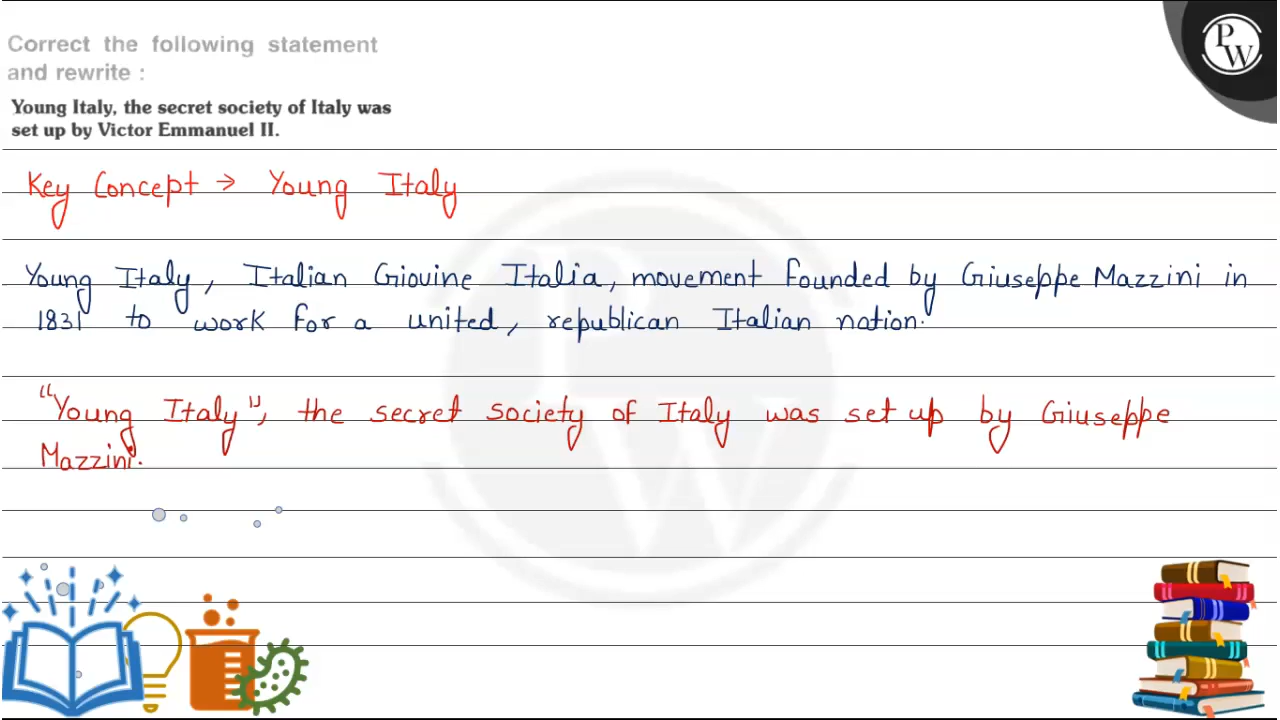 Correct the following statement
and rewrite :
Young Italy, the secret society of Italy was
set up by Victor Emmanuel II.
Key Concept → Young Italy
Young Italy, Italian Giovine Italia, movement founded by Giuseppe Mazzini in
1831 to work for a united, republican Italian nation.
"Young Italy", the secret society of Italy was set up by Giuseppe
Mazzini.
PW
PW